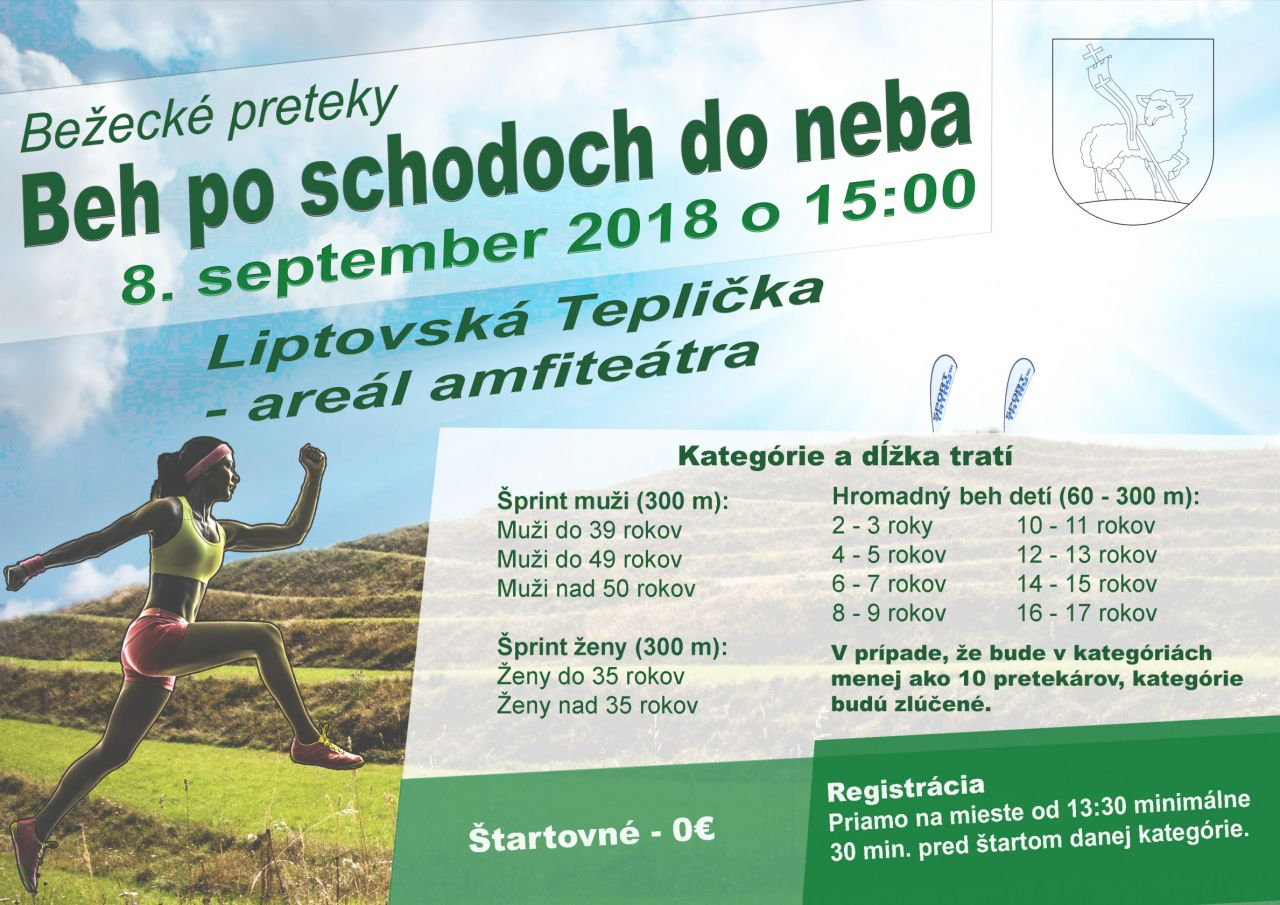 Bežecké preteky
Beh po schodoch do neba
8. september 2018 o 15:00
Liptovská Teplička
- areál amfiteátra
SPORT
SPORT
Kategórie a dĺžka tratí
Šprint muži (300 m):
Muži do 39 rokov
Muži do 49 rokov
Muži nad 50 rokov
Šprint ženy (300 m):
Ženy do 35 rokov
Ženy nad 35 rokov
Hromadný beh detí (60 - 300 m):
2 - 3 roky 10 - 11 rokov
4 - 5 rokov 12 - 13 rokov
6 - 7 rokov 14 - 15 rokov
8 - 9 rokov 16 - 17 rokov
V prípade, že bude v kategóriách
menej ako 10 pretekárov, kategórie
budú zlúčené.
Štartovné - 0€
Registrácia
Priamo na mieste od 13:30 minimálne
30 min. pred štartom danej kategórie.